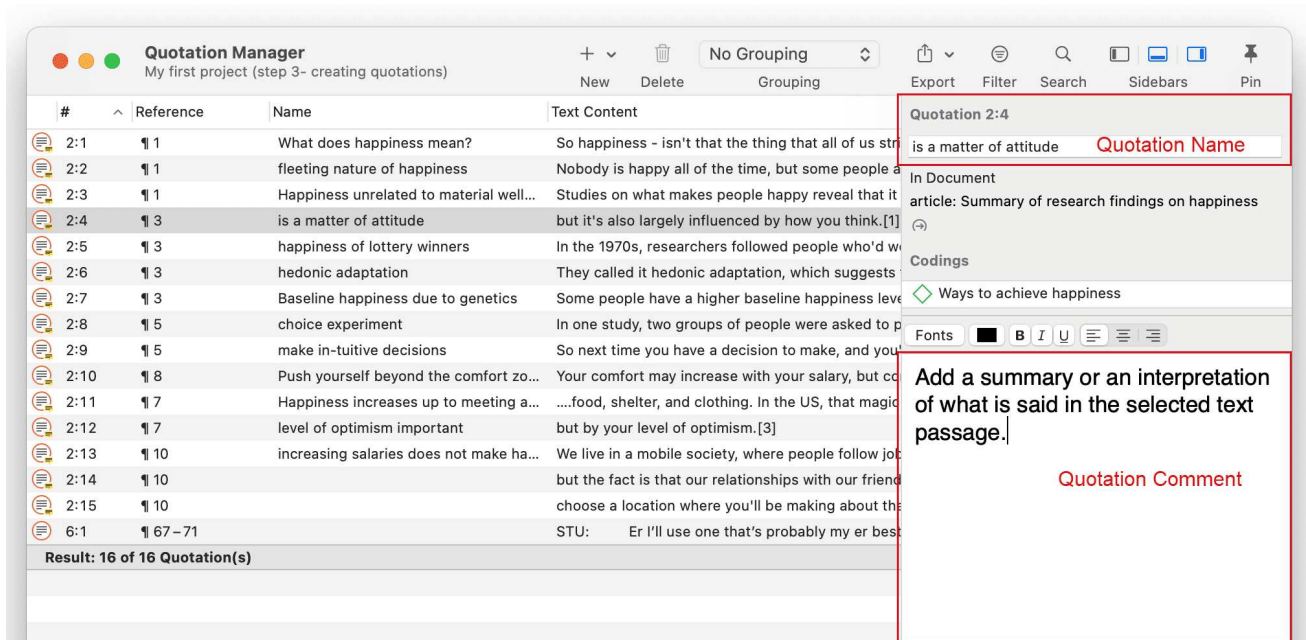 Quotation Manager
My first project (step 3- creating quotations)
New Delete No Grouping Grouping Export Filter Search Sidebars Pin
# Reference Name Text Content
2:1 ¶ 1 What does happiness mean? So happiness - isn't that the thing that all of us stri
2:2 ¶ 1 fleeting nature of happiness Nobody is happy all of the time, but some people a
2:3 ¶ 1 Happiness unrelated to material well... Studies on what makes people happy reveal that it
2:4 ¶ 3 is a matter of attitude but it's also largely influenced by how you think.[1]
2:5 ¶ 3 happiness of lottery winners In the 1970s, researchers followed people who'd w
2:6 ¶ 3 hedonic adaptation They called it hedonic adaptation, which suggests
2:7 ¶ 3 Baseline happiness due to genetics Some people have a higher baseline happiness leve
2:8 ¶ 5 choice experiment In one study, two groups of people were asked to p
2:9 ¶ 5 make in-tuitive decisions So next time you have a decision to make, and you'
2:10 ¶ 8 Push yourself beyond the comfort zo... Your comfort may increase with your salary, but co
2:11 ¶ 7 Happiness increases up to meeting a... ....food, shelter, and clothing. In the US, that magic
2:12 ¶ 7 level of optimism important but by your level of optimism.[3]
2:13 ¶ 10 increasing salaries does not make ha... We live in a mobile society, where people follow job
2:14 ¶ 10 but the fact is that our relationships with our friend
2:15 ¶ 10 choose a location where you'll be making about the
6:1 ¶ 67 – 71 STU: Er I'll use one that's probably my er best
Result: 16 of 16 Quotation(s)
Quotation 2:4
is a matter of attitude Quotation Name
In Document
article: Summary of research findings on happiness
Codings
Ways to achieve happiness
Fonts B I U
Add a summary or an interpretation
of what is said in the selected text
passage.
Quotation Comment